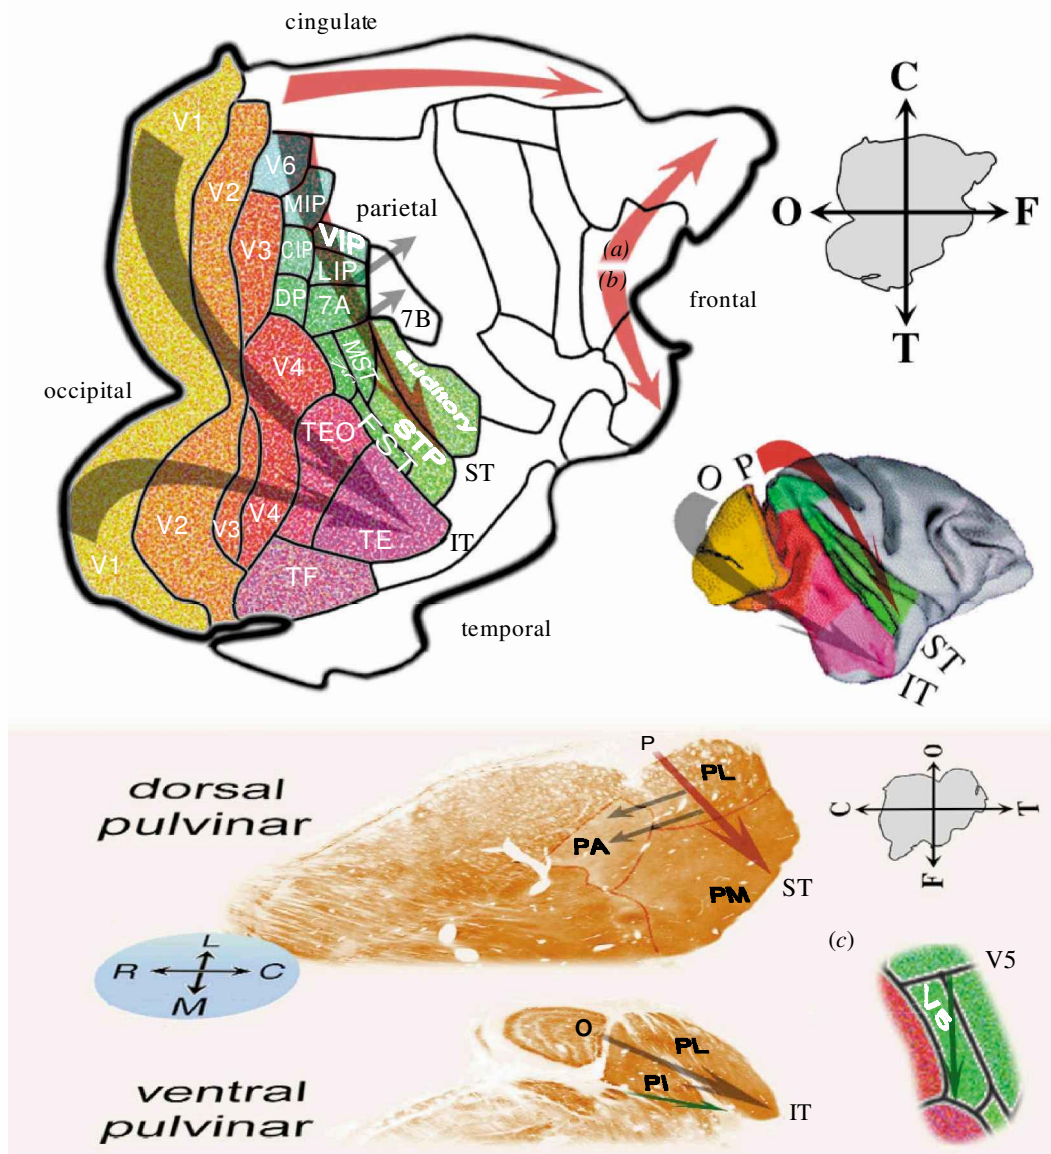 cingulate
C
V1
V6
V2
MIP
parietal
O
F
VIP
V3
CIP
(a)
LIP
(b)
DP
7A
frontal
7B
T
MST
V4
auditory
occipital
TEO
FST
STP
P
O
ST
V4
V2
V3
TE
IT
V1
TF
temporal
ST
IT
P
O
dorsal
PL
pulvinar
C
T
PA
F
PM
ST
(c)
L
R
C
V5
M
V5
O
PL
PI
ventral
IT
pulvinar